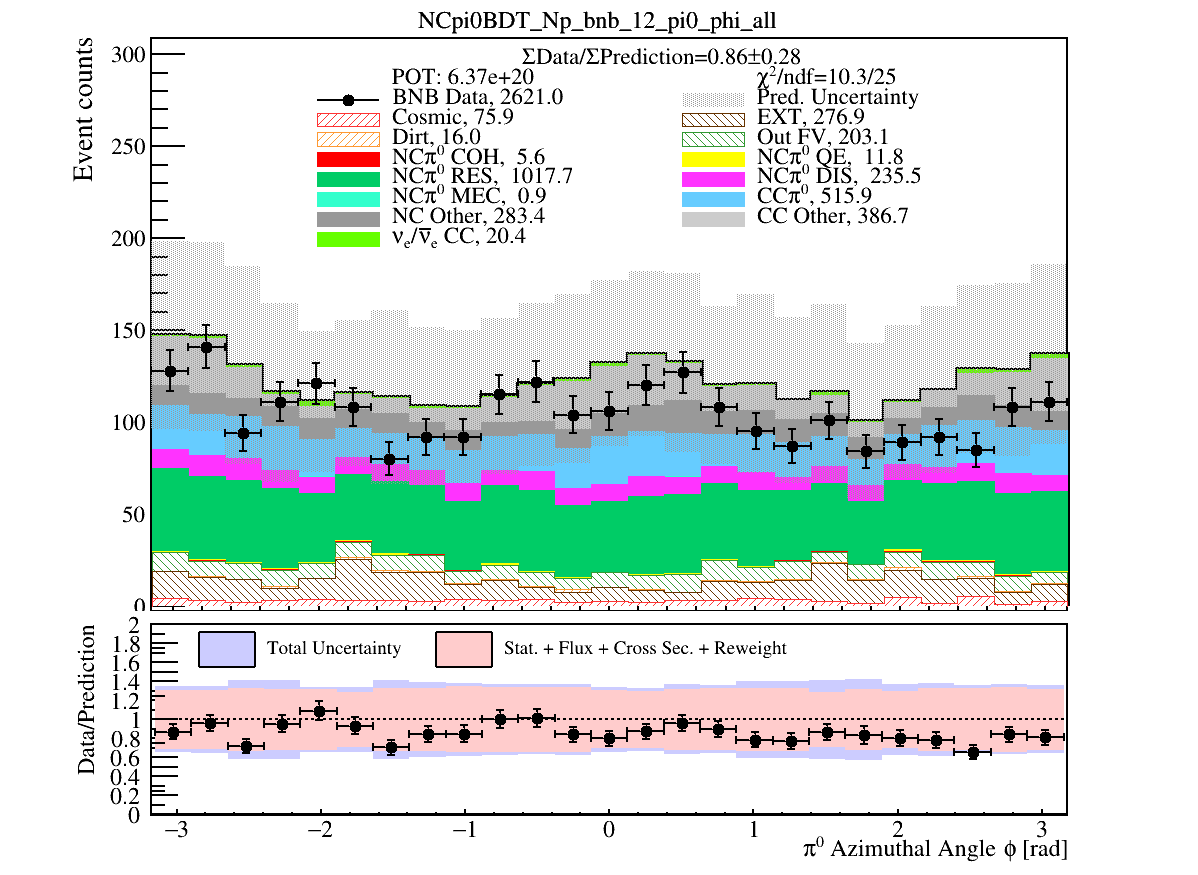 NCpi0BDT_Np_bnb_12_pi0_phi_all
ΣData/ΣPrediction=0.86±0.28
POT: 6.37e+20
χ²/ndf=10.3/25
BNB Data, 2621.0
Pred. Uncertainty
Cosmic, 75.9
EXT, 276.9
Dirt, 16.0
Out FV, 203.1
NCπ⁰ COH, 5.6
NCπ⁰ QE, 11.8
NCπ⁰ RES, 1017.7
NCπ⁰ DIS, 235.5
NCπ⁰ MEC, 0.9
CCπ⁰, 515.9
NC Other, 283.4
CC Other, 386.7
νₑ/ν̅ₑ CC, 20.4
Event counts
300
250
200
150
100
50
0
Total Uncertainty
Stat. + Flux + Cross Sec. + Reweight
Data/Prediction
2
1.8
1.6
1.4
1.2
1
0.8
0.6
0.4
0.2
0
−3 −2 −1 0 1 2 3
π⁰ Azimuthal Angle ϕ [rad]